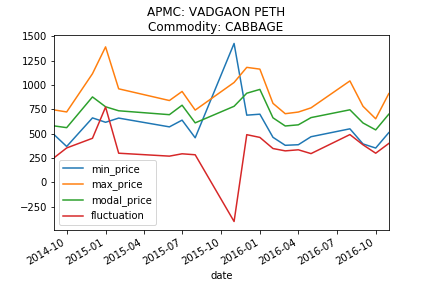 APMC: VADGAON PETH
Commodity: CABBAGE
1500
1250
1000
750
500
250
0
−250
min_price
max_price
modal_price
fluctuation
2014-10
2015-01
2015-04
2015-07
2015-10
2016-01
2016-04
2016-07
2016-10
date